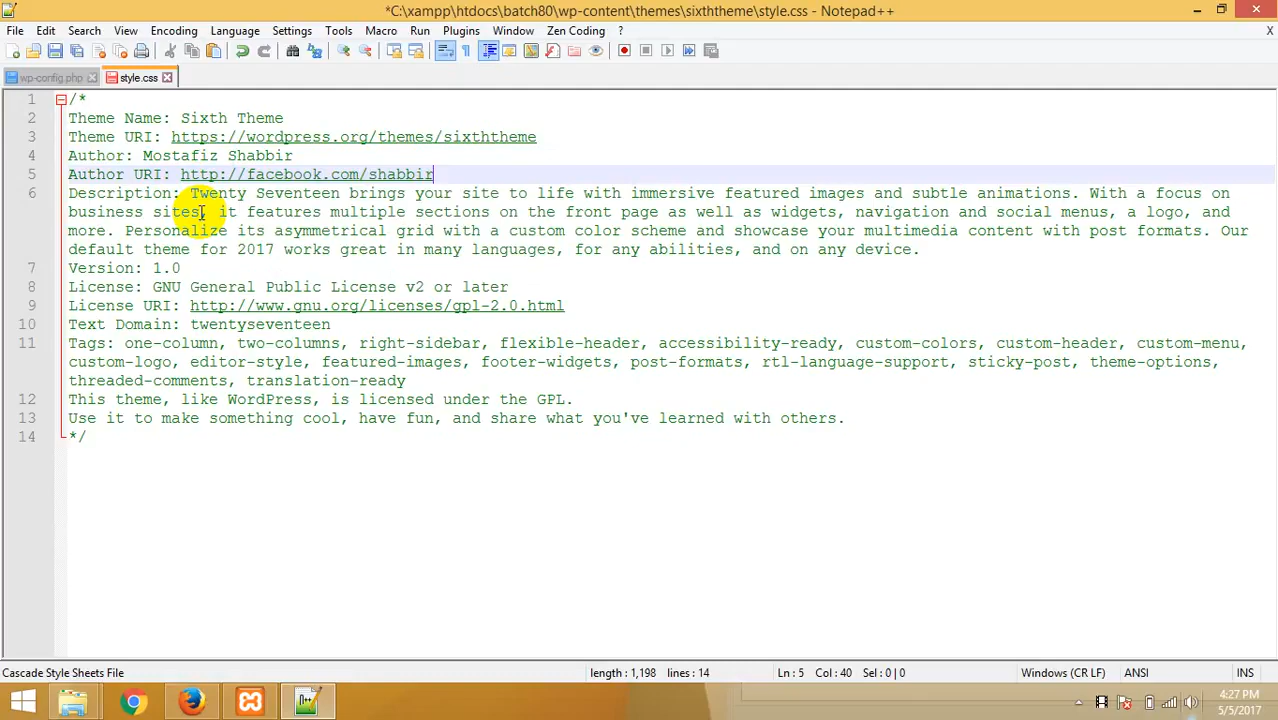 *C:\xampp\htdocs\batch80\wp-content\themes\sixththeme\style.css - Notepad++
File Edit Search View Encoding Language Settings Tools Macro Run Plugins Window Zen Coding ? X
wp-config.php style.css
1 /*
2 Theme Name: Sixth Theme
3 Theme URI: https://wordpress.org/themes/sixththeme
4 Author: Mostafiz Shabbir
5 Author URI: http://facebook.com/shabbir
6 Description: Twenty Seventeen brings your site to life with immersive featured images and subtle animations. With a focus on
business sites, it features multiple sections on the front page as well as widgets, navigation and social menus, a logo, and
more. Personalize its asymmetrical grid with a custom color scheme and showcase your multimedia content with post formats. Our
default theme for 2017 works great in many languages, for any abilities, and on any device.
7 Version: 1.0
8 License: GNU General Public License v2 or later
9 License URI: http://www.gnu.org/licenses/gpl-2.0.html
10 Text Domain: twentyseventeen
11 Tags: one-column, two-columns, right-sidebar, flexible-header, accessibility-ready, custom-colors, custom-header, custom-menu,
custom-logo, editor-style, featured-images, footer-widgets, post-formats, rtl-language-support, sticky-post, theme-options,
threaded-comments, translation-ready
12 This theme, like WordPress, is licensed under the GPL.
13 Use it to make something cool, have fun, and share what you've learned with others.
14 */
Cascade Style Sheets File length : 1,198 lines : 14 Ln : 5 Col : 40 Sel : 0 | 0 Windows (CR LF) ANSI INS
4:27 PM
5/5/2017